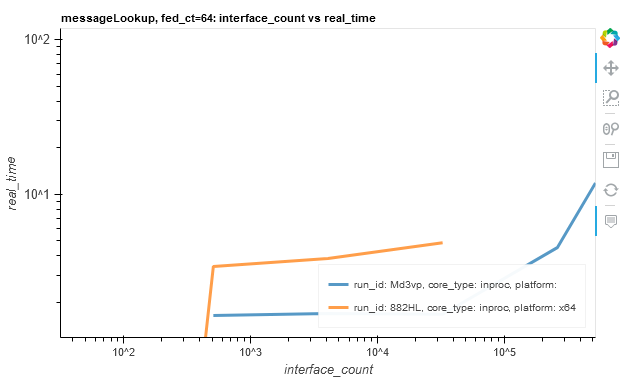 messageLookup, fed_ct=64: interface_count vs real_time
10^2
10^1
real_time
run_id: Md3vp, core_type: inproc, platform:
run_id: 882HL, core_type: inproc, platform: x64
10^2 10^3 10^4 10^5
interface_count